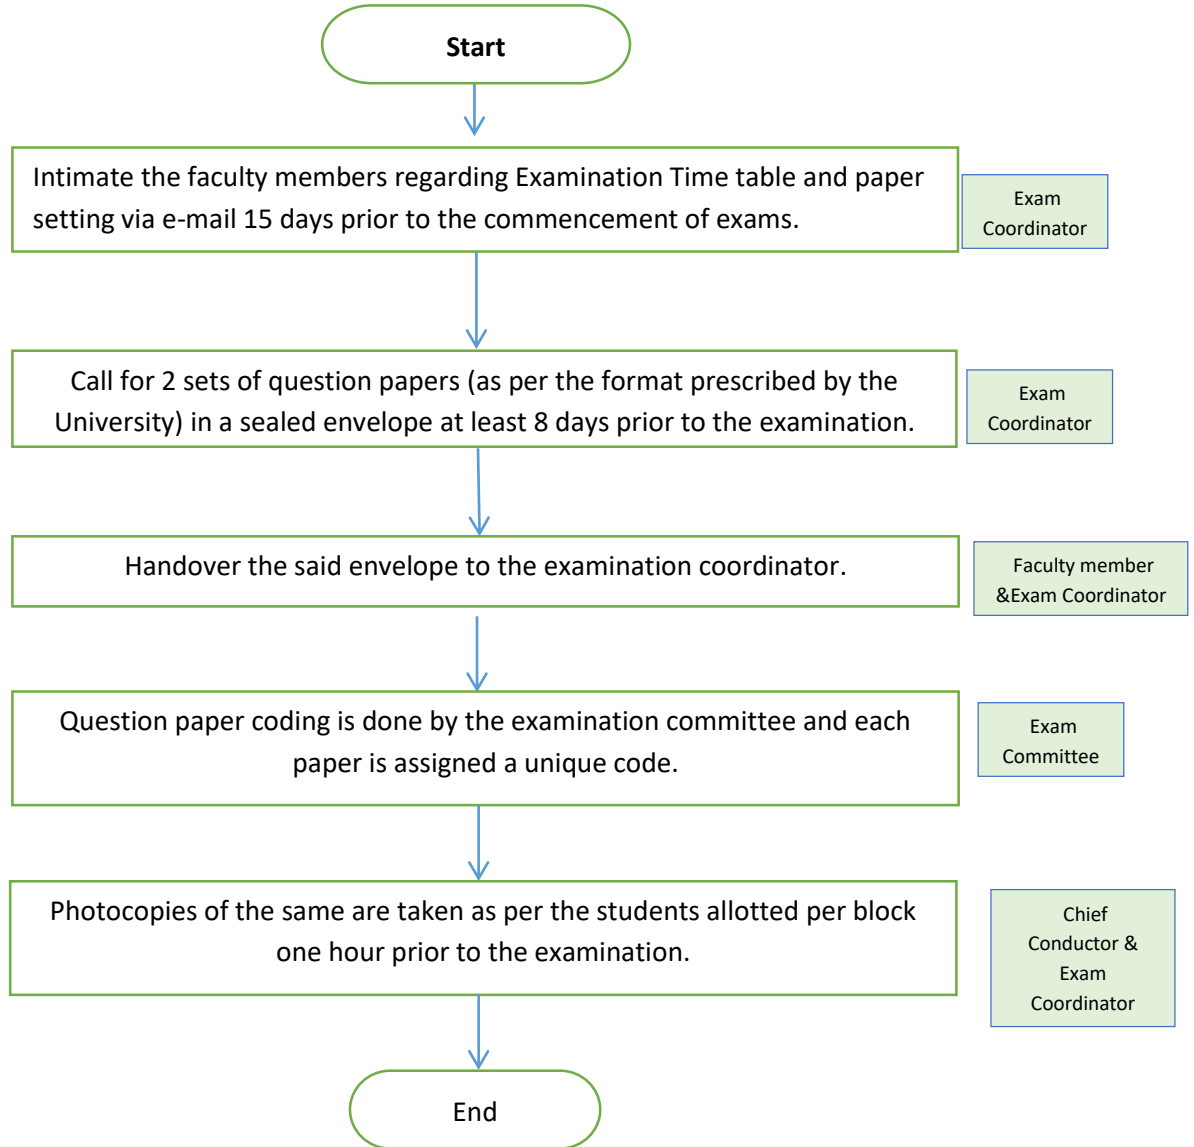 Start
Intimate the faculty members regarding Examination Time table and paper
setting via e-mail 15 days prior to the commencement of exams.
Exam
Coordinator
Call for 2 sets of question papers (as per the format prescribed by the
University) in a sealed envelope at least 8 days prior to the examination.
Exam
Coordinator
Handover the said envelope to the examination coordinator.
Faculty member
&Exam Coordinator
Question paper coding is done by the examination committee and each
paper is assigned a unique code.
Exam
Committee
Photocopies of the same are taken as per the students allotted per block
one hour prior to the examination.
Chief
Conductor &
Exam
Coordinator
End